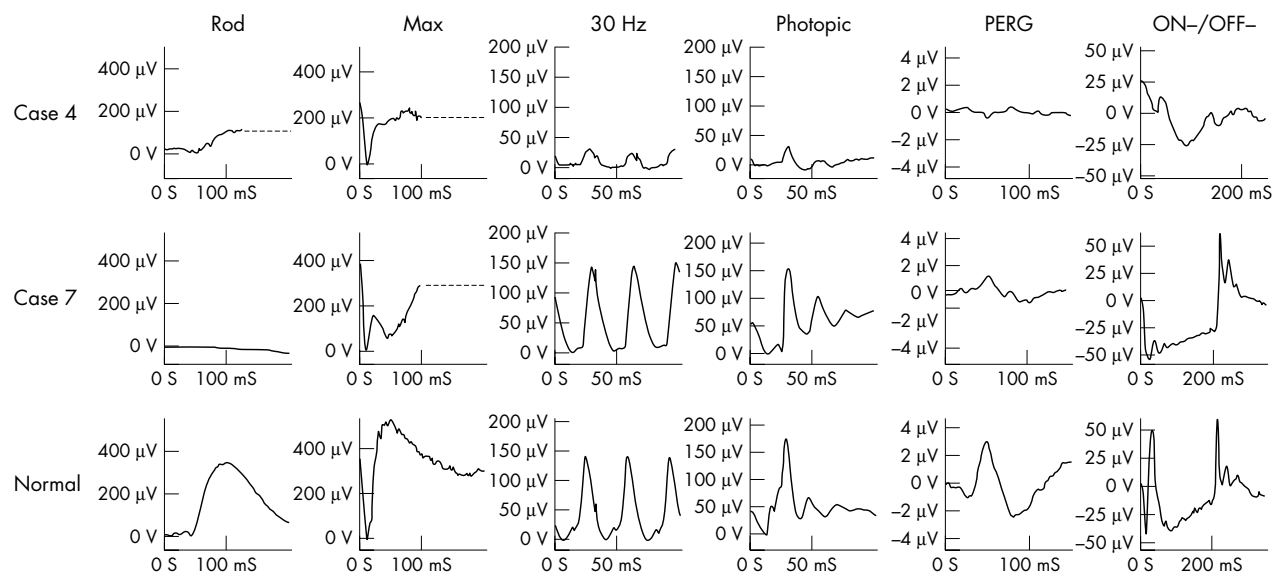 Rod Max 30 Hz Photopic PERG ON–/OFF–
Case 4
400 µV
200 µV
0 V
0 S 100 mS
400 µV
200 µV
0 V
0 S 100 mS
200 µV
150 µV
100 µV
50 µV
0 V
0 S 50 mS
200 µV
150 µV
100 µV
50 µV
0 V
0 S 50 mS
4 µV
2 µV
0 V
–2 µV
–4 µV
0 S 100 mS
50 µV
25 µV
0 V
–25 µV
–50 µV
0 S 200 mS
Case 7
400 µV
200 µV
0 V
0 S 100 mS
400 µV
200 µV
0 V
0 S 100 mS
200 µV
150 µV
100 µV
50 µV
0 V
0 S 50 mS
200 µV
150 µV
100 µV
50 µV
0 V
0 S 50 mS
4 µV
2 µV
0 V
–2 µV
–4 µV
0 S 100 mS
50 µV
25 µV
0 V
–25 µV
–50 µV
0 S 200 mS
Normal
400 µV
200 µV
0 V
0 S 100 mS
400 µV
200 µV
0 V
0 S 100 mS
200 µV
150 µV
100 µV
50 µV
0 V
0 S 50 mS
200 µV
150 µV
100 µV
50 µV
0 V
0 S 50 mS
4 µV
2 µV
0 V
–2 µV
–4 µV
0 S 100 mS
50 µV
25 µV
0 V
–25 µV
–50 µV
0 S 200 mS